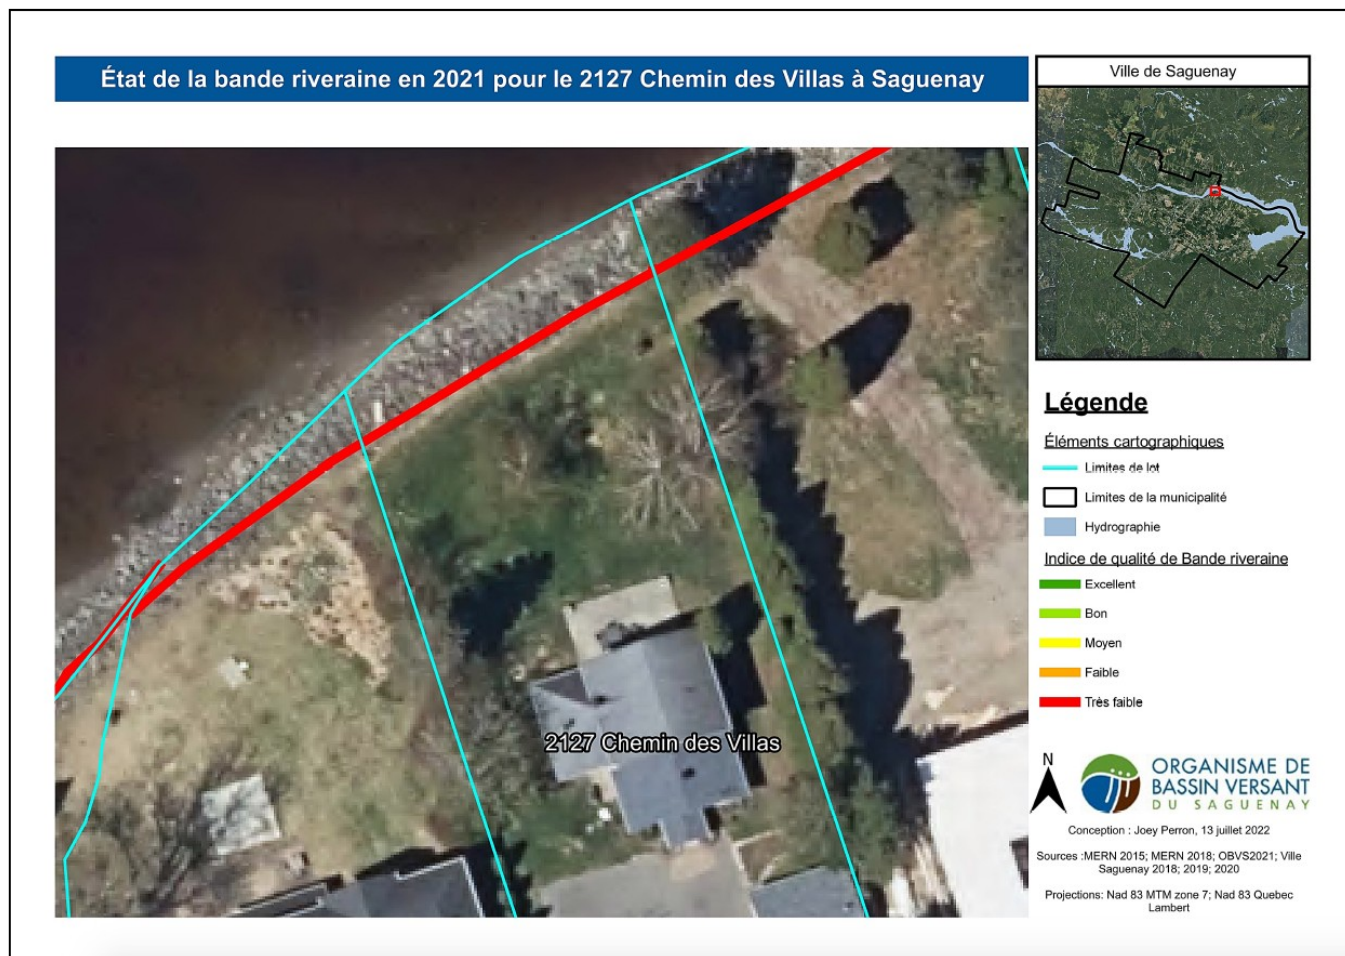 État de la bande riveraine en 2021 pour le 2127 Chemin des Villas à Saguenay
Ville de Saguenay
2127 Chemin des Villas
Légende
Éléments cartographiques
Limites de lot
Limites de la municipalité
Hydrographie
Indice de qualité de Bande riveraine
Excellent
Bon
Moyen
Faible
Très faible
N
ORGANISME DE
BASSIN VERSANT
DU SAGUENAY
Conception : Joey Perron, 13 juillet 2022
Sources :MERN 2015; MERN 2018; OBVS2021; Ville
Saguenay 2018; 2019; 2020
Projections: Nad 83 MTM zone 7; Nad 83 Quebec
Lambert